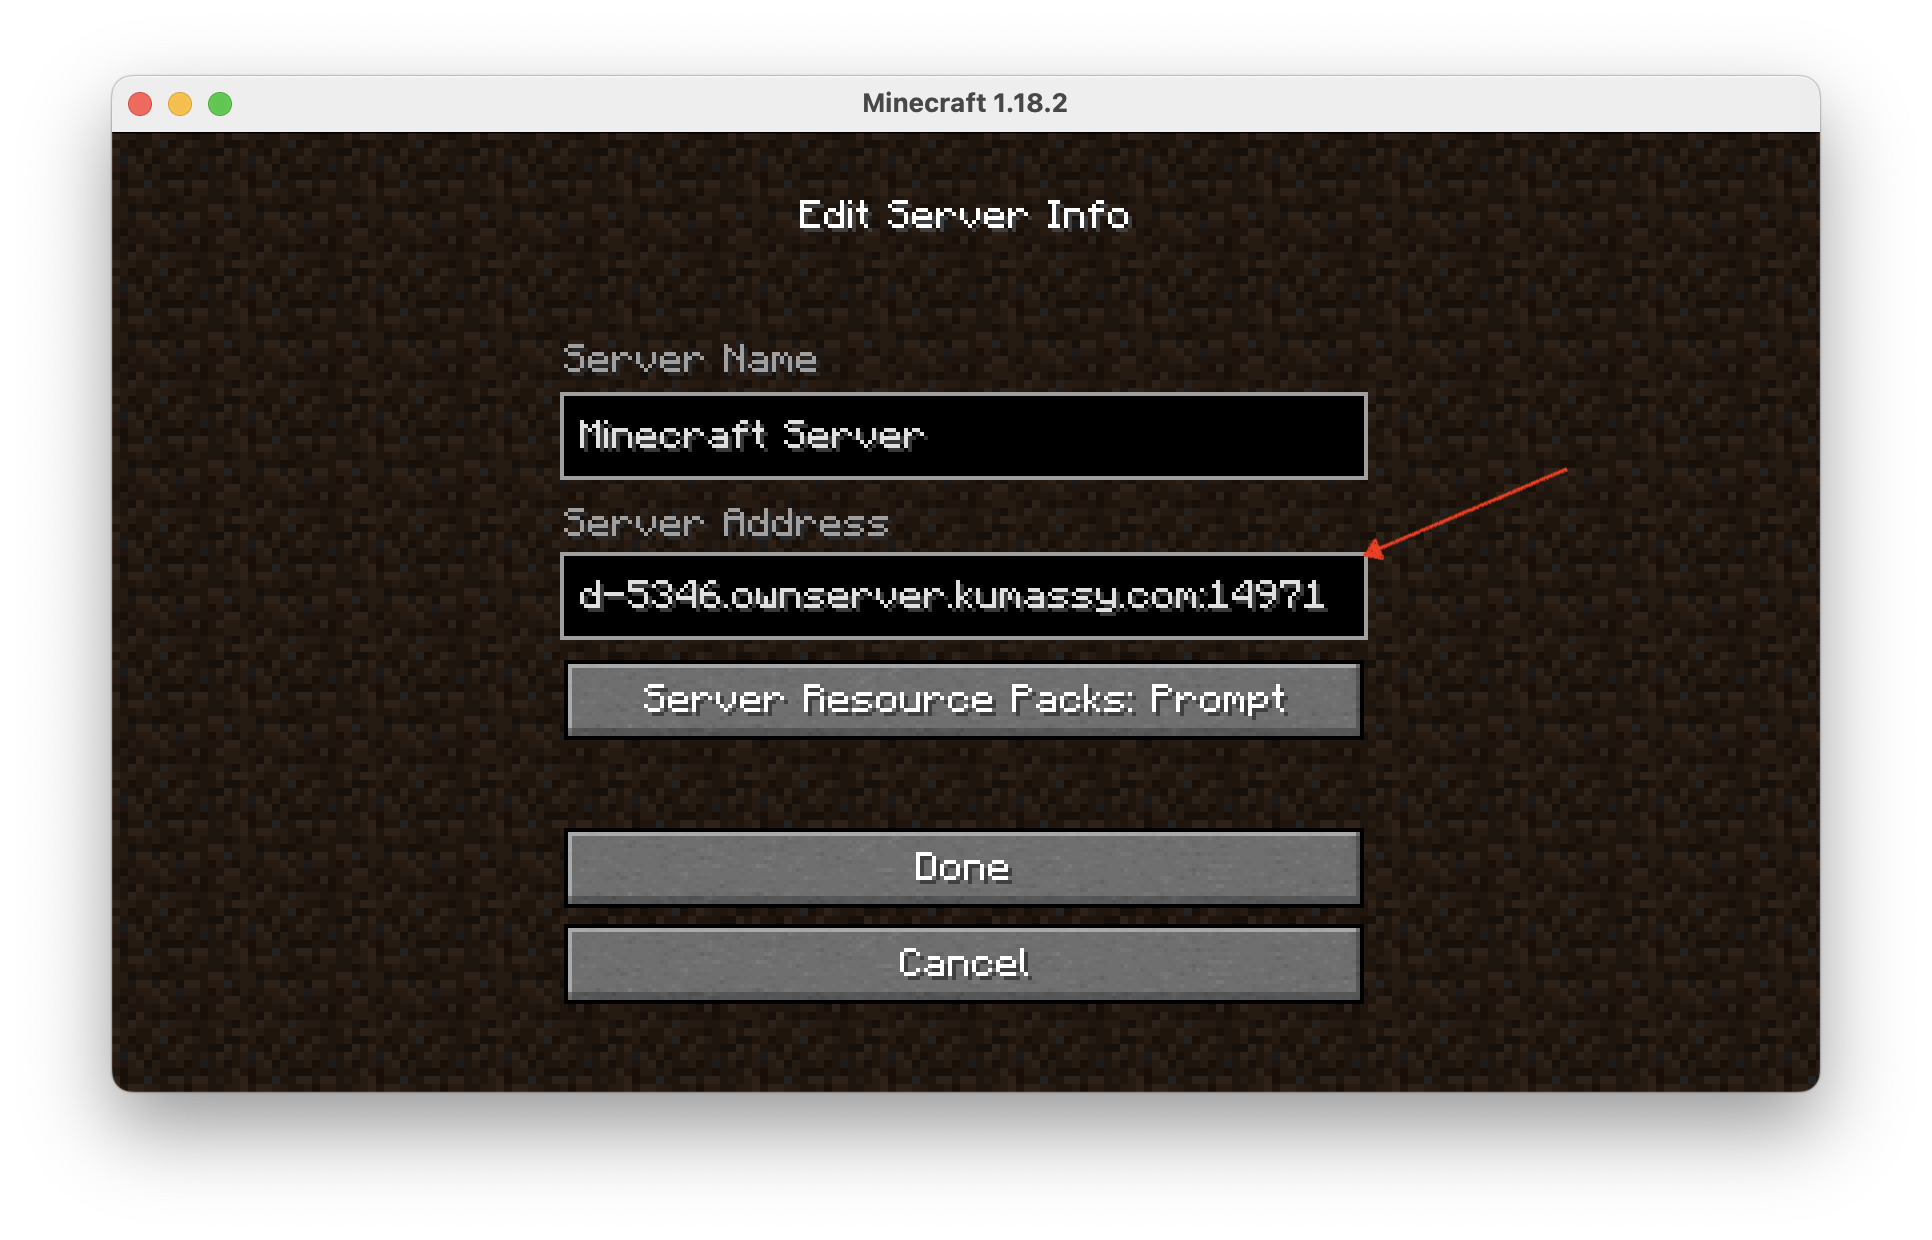 Minecraft 1.18.2
Edit Server Info
Server Name
Minecraft Server
Server Address
d-5346.ownserver.kumassy.com:14971
Server Resource Packs: Prompt
Done
Cancel